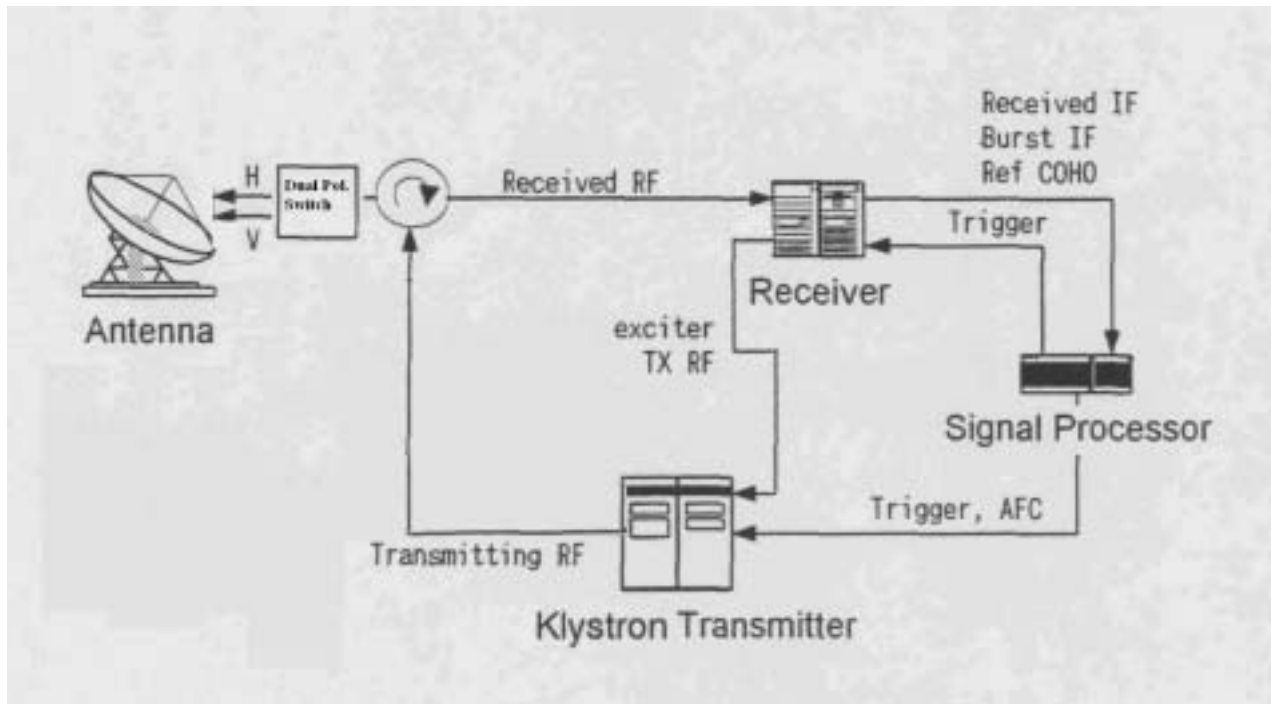 Received IF
Burst IF
Ref COHO
H
Dual Pol.
Switch
V
Received RF
Trigger
Receiver
Antenna
exciter
TX RF
Signal Processor
Trigger, AFC
Transmitting RF
Klystron Transmitter